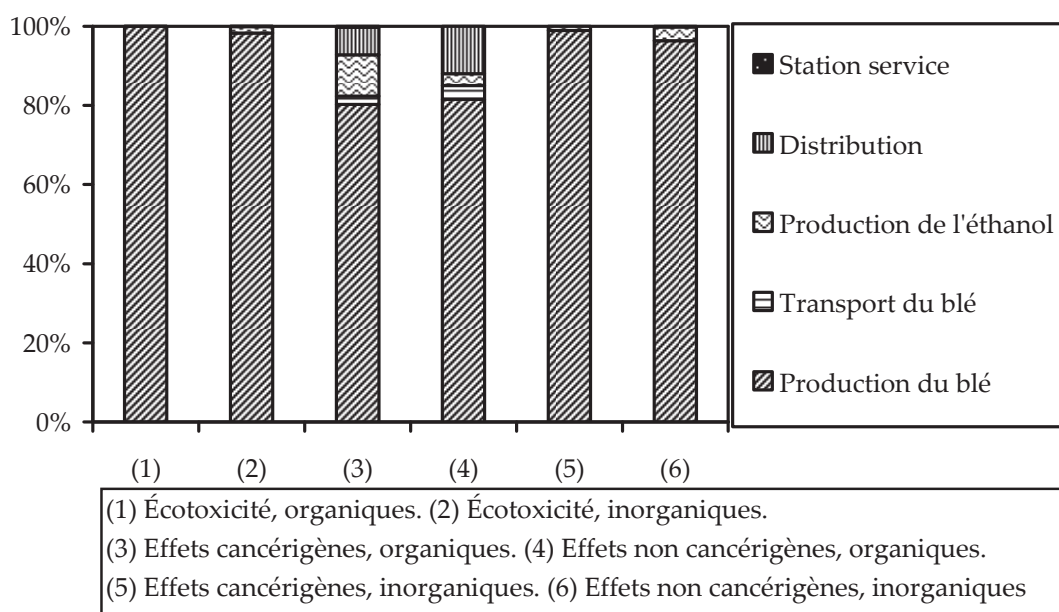 100%
80%
60%
40%
20%
0%
(1)
(2)
(3)
(4)
(5)
(6)
Station service
Distribution
Production de l'éthanol
Transport du blé
Production du blé
(1) Écotoxicité, organiques. (2) Écotoxicité, inorganiques.
(3) Effets cancérigènes, organiques. (4) Effets non cancérigènes, organiques.
(5) Effets cancérigènes, inorganiques. (6) Effets non cancérigènes, inorganiques